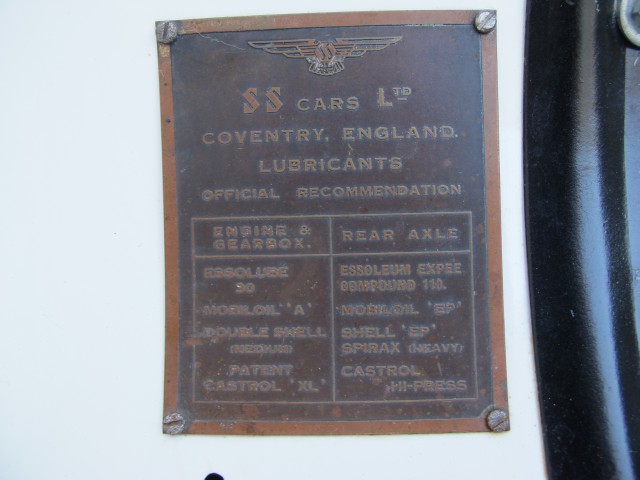 SS
SS CARS LTD
COVENTRY, ENGLAND.
LUBRICANTS
OFFICIAL RECOMMENDATION
ENGINE &
GEARBOX.
REAR AXLE
ESSOLUBE
30
ESSOLEUM EXPEE
COMPOUND 110.
MOBILOIL 'A'
MOBILOIL 'EP'
DOUBLE SHELL
(MEDIUM)
SHELL 'EP'
SPIRAX (HEAVY)
PATENT
CASTROL 'XL'
CASTROL
HI-PRESS